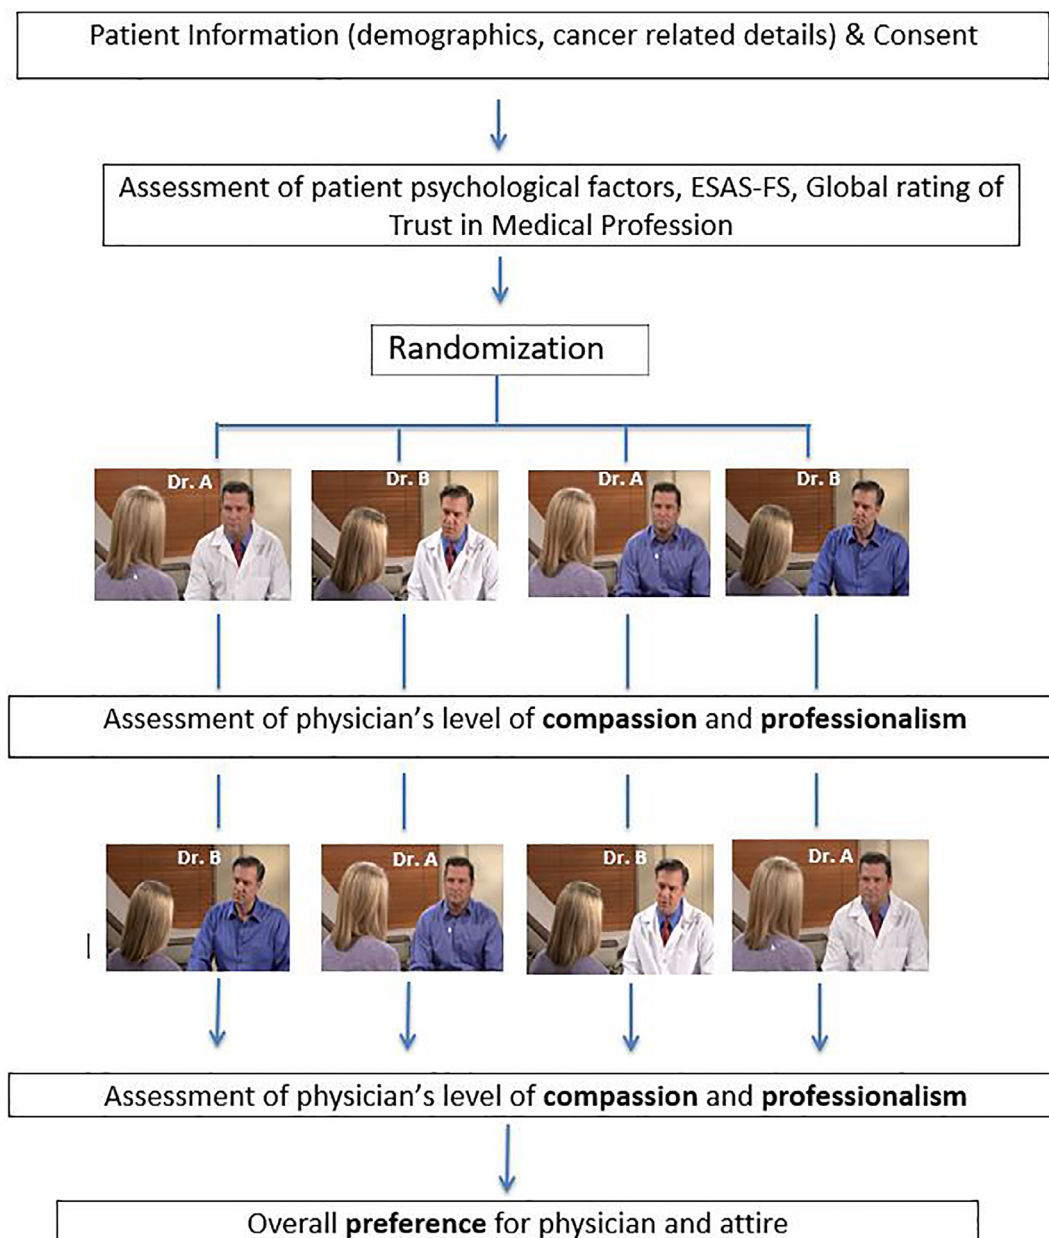 Patient Information (demographics, cancer related details) & Consent
Assessment of patient psychological factors, ESAS-FS, Global rating of
Trust in Medical Profession
Randomization
Dr. A
Dr. B
Dr. A
Dr. B
Assessment of physician's level of compassion and professionalism
Dr. B
Dr. A
Dr. B
Dr. A
Assessment of physician's level of compassion and professionalism
Overall preference for physician and attire